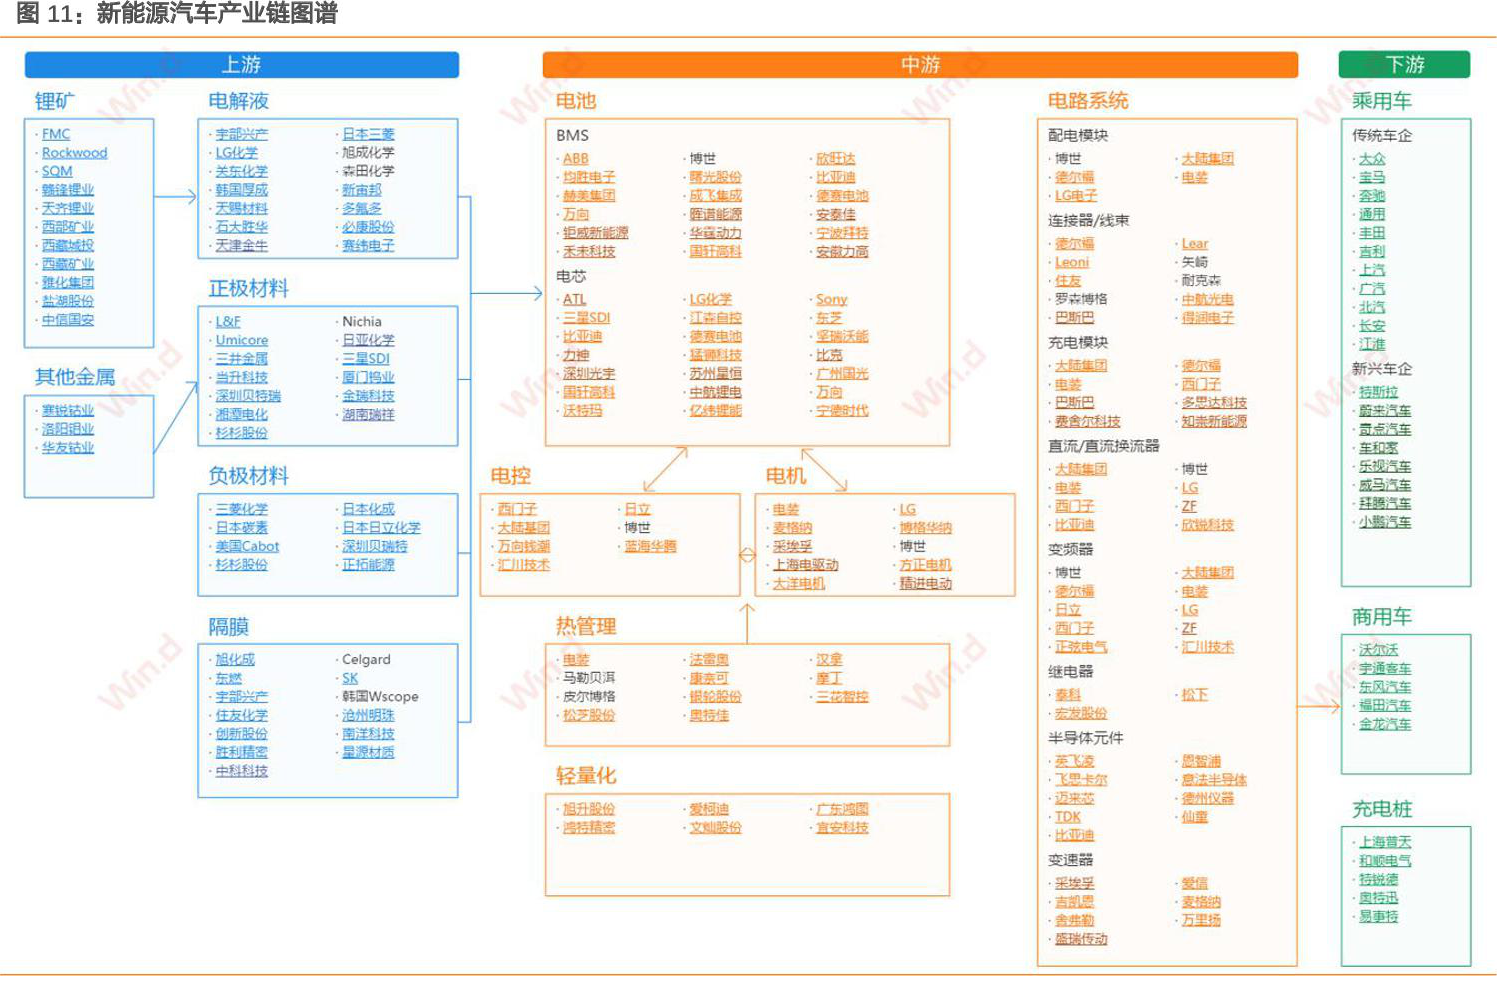 图 11：新能源汽车产业链图谱
上游
锂矿
· FMC
· Rockwood
· SQM
· 赣锋锂业
· 天齐锂业
· 西部矿业
· 西藏城投
· 西藏矿业
· 雅化集团
· 盐湖股份
· 中信国安
其他金属
· 寒锐钴业
· 洛阳钼业
· 华友钴业
电解液
· 宇部兴产 · 日本三菱
· LG化学 · 旭成化学
· 关东化学 · 森田化学
· 韩国厚成 · 新宙邦
· 天赐材料 · 多氟多
· 石大胜华 · 必康股份
· 天津金牛 · 赛纬电子
正极材料
· L&F · Nichia
· Umicore · 日亚化学
· 三井金属 · 三星SDI
· 当升科技 · 厦门钨业
· 深圳贝特瑞 · 金瑞科技
· 湘潭电化 · 湖南瑞祥
· 杉杉股份
负极材料
· 三菱化学 · 日本化成
· 日本碳素 · 日本日立化学
· 美国Cabot · 深圳贝瑞特
· 杉杉股份 · 正拓能源
隔膜
· 旭化成 · Celgard
· 东燃 · SK
· 宇部兴产 · 韩国Wscope
· 住友化学 · 沧州明珠
· 创新股份 · 南洋科技
· 胜利精密 · 星源材质
· 中科科技
中游
电池
BMS
· ABB · 博世 · 欣旺达
· 均胜电子 · 曙光股份 · 比亚迪
· 赫美集团 · 成飞集成 · 德赛电池
· 万向 · 晖谱能源 · 安泰佳
· 钜威新能源 · 华霆动力 · 宁波拜特
· 禾未科技 · 国轩高科 · 安徽力高
电芯
· ATL · LG化学 · Sony
· 三星SDI · 江森自控 · 东芝
· 比亚迪 · 德赛电池 · 坚瑞沃能
· 力神 · 猛狮科技 · 比克
· 深圳光宇 · 苏州星恒 · 广州国光
· 国轩高科 · 中航锂电 · 万向
· 沃特玛 · 亿纬锂能 · 宁德时代
电控
· 西门子 · 日立
· 大陆基团 · 博世
· 万向钱潮 · 蓝海华腾
· 汇川技术
电机
· 电装 · LG
· 麦格纳 · 博格华纳
· 采埃孚 · 博世
· 上海电驱动 · 方正电机
· 大洋电机 · 精进电动
热管理
· 电装 · 法雷奥 · 汉拿
· 马勒贝洱 · 康奈可 · 摩丁
· 皮尔博格 · 银轮股份 · 三花智控
· 松芝股份 · 奥特佳
轻量化
· 旭升股份 · 爱柯迪 · 广东鸿图
· 鸿特精密 · 文灿股份 · 宜安科技
电路系统
配电模块
· 博世 · 大陆集团
· 德尔福 · 电装
· LG电子
连接器/线束
· 德尔福 · Lear
· Leoni · 矢崎
· 住友 · 耐克森
· 罗森博格 · 中航光电
· 巴斯巴 · 得润电子
充电模块
· 大陆集团 · 德尔福
· 电装 · 西门子
· 巴斯巴 · 多思达科技
· 费舍尔科技 · 知崇新能源
直流/直流换流器
· 大陆集团 · 博世
· 电装 · LG
· 西门子 · ZF
· 比亚迪 · 欣锐科技
变频器
· 博世 · 大陆集团
· 德尔福 · 电装
· 日立 · LG
· 西门子 · ZF
· 正弦电气 · 汇川技术
继电器
· 泰科 · 松下
· 宏发股份
半导体元件
· 英飞凌 · 恩智浦
· 飞思卡尔 · 意法半导体
· 迈来芯 · 德州仪器
· TDK · 仙童
· 比亚迪
变速器
· 采埃孚 · 爱信
· 吉凯恩 · 麦格纳
· 舍弗勒 · 万里扬
· 盛瑞传动
下游
乘用车
传统车企
· 大众
· 宝马
· 奔驰
· 通用
· 丰田
· 吉利
· 上汽
· 广汽
· 北汽
· 长安
· 江淮
新兴车企
· 特斯拉
· 蔚来汽车
· 奇点汽车
· 车和家
· 乐视汽车
· 威马汽车
· 拜腾汽车
· 小鹏汽车
商用车
· 沃尔沃
· 宇通客车
· 东风汽车
· 福田汽车
· 金龙汽车
充电桩
· 上海普天
· 和顺电气
· 特锐德
· 奥特迅
· 易事特
Win.d
Win.d
Win.d
Win.d
Win.d
Win.d
Win.d
Win.d
Win.d
Win.d
Win.d
Win.d